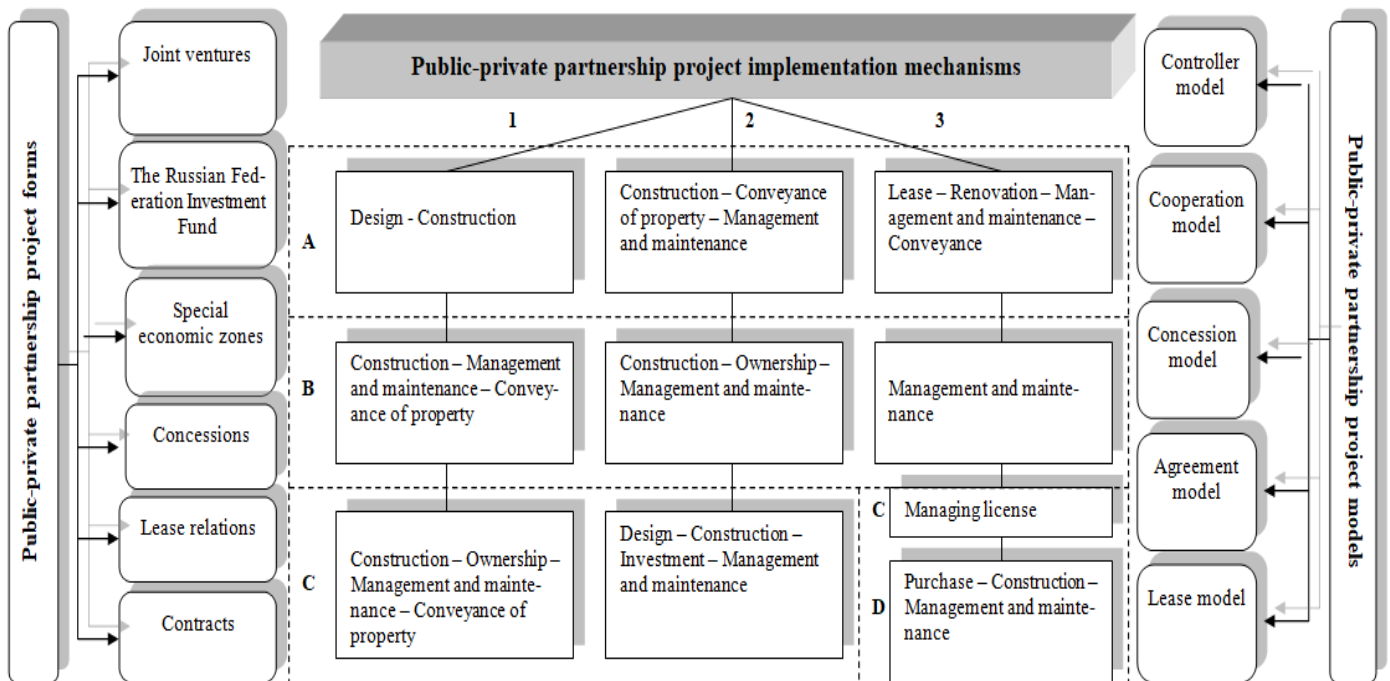 Public-private partnership project forms
Joint ventures
The Russian Fed-
eration Investment
Fund
Special
economic zones
Concessions
Lease relations
Contracts
Public-private partnership project implementation mechanisms
1
2
3
A
Design - Construction
Construction – Conveyance
of property – Management
and maintenance
Lease – Renovation – Man-
agement and maintenance –
Conveyance
B
Construction – Management
and maintenance – Convey-
ance of property
Construction – Ownership –
Management and mainte-
nance
Management and mainte-
nance
C
Construction – Ownership –
Management and mainte-
nance – Conveyance of
property
Design – Construction –
Investment – Management
and maintenance
C
Managing license
D
Purchase – Construction –
Management and mainte-
nance
Controller
model
Cooperation
model
Concession
model
Agreement
model
Lease model
Public-private partnership project models